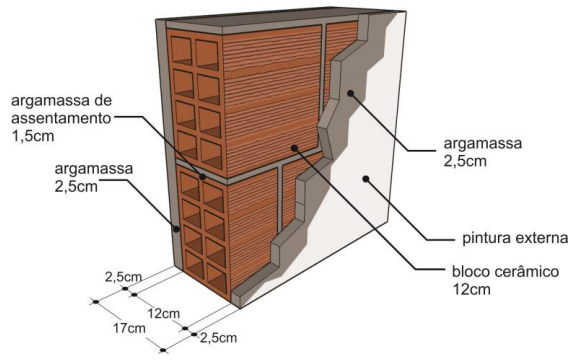 argamassa de
assentamento
1,5cm
argamassa
2,5cm
argamassa
2,5cm
pintura externa
bloco cerâmico
12cm
2,5cm
12cm
17cm
2,5cm